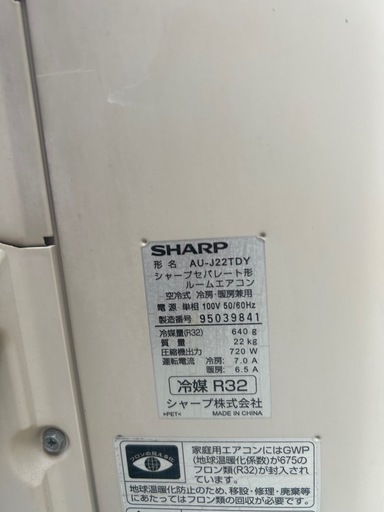 SHARP
形 名 AU-J22TDY
シャープセパレート形
ルームエアコン
空冷式 冷房・暖房兼用
電 源 単相 100V 50/60Hz
製造番号 95039841
冷媒量(R32) 640 g
質 量 22 kg
圧縮機出力 720 W
運転電流 冷房: 7.0 A
暖房: 6.5 A
冷媒 R32
シャープ株式会社
>PET< MADE IN CHINA
家庭用エアコンにはGWP
(地球温暖化係数)が675の
フロン類(R32)が封入され
ています。
地球温暖化防止のため、移設・修理・廃棄等
にあたってはフロン類の回収が必要です。